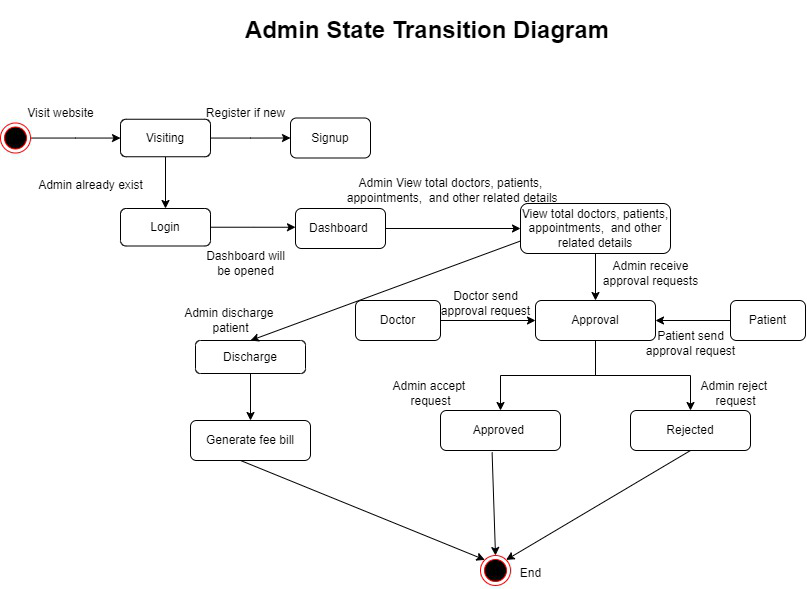 Admin State Transition Diagram
Visit website
Register if new
Visiting
Signup
Admin already exist
Admin View total doctors, patients,
appointments,  and other related details
Login
Dashboard
View total doctors, patients,
appointments,  and other
related details
Dashboard will
be opened
Admin receive
approval requests
Admin discharge
patient
Doctor send
approval request
Doctor
Approval
Patient
Patient send
approval request
Discharge
Admin accept
request
Admin reject
request
Generate fee bill
Approved
Rejected
End